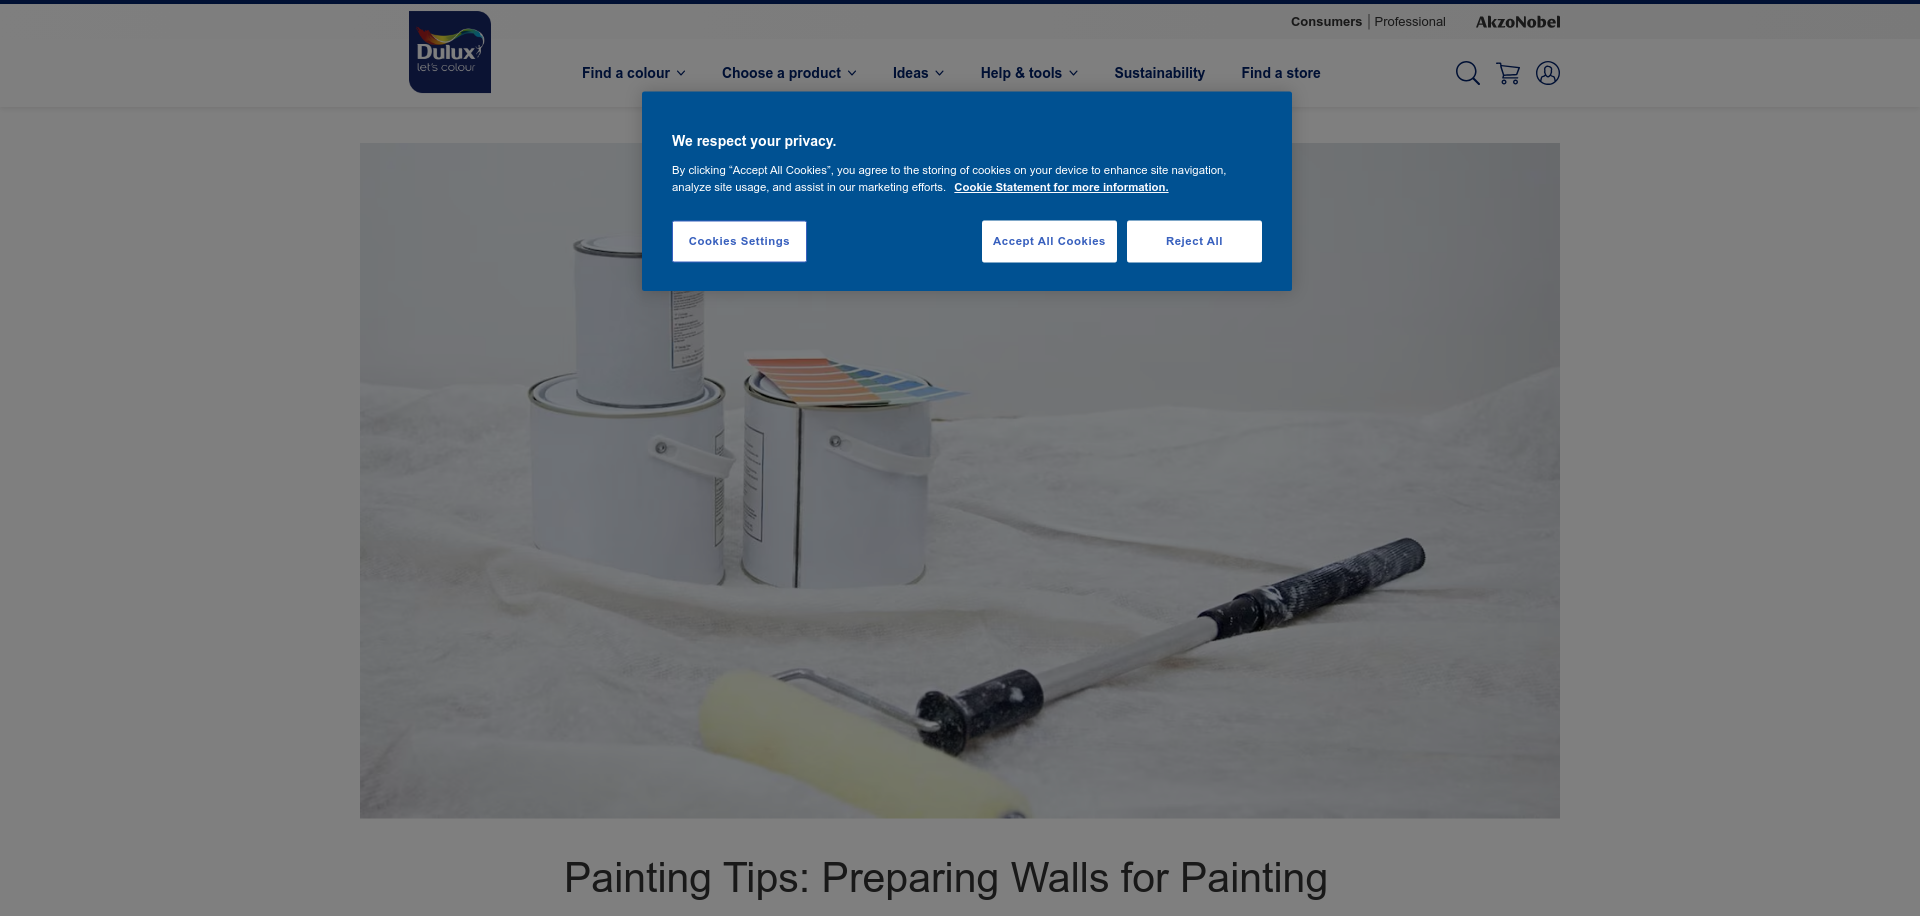 Consumers | Professional
AkzoNobel
Dulux
let's colour
Find a colour
Choose a product
Ideas
Help & tools
Sustainability
Find a store
We respect your privacy.
By clicking “Accept All Cookies”, you agree to the storing of cookies on your device to enhance site navigation,
analyze site usage, and assist in our marketing efforts. Cookie Statement for more information.
Cookies Settings
Accept All Cookies
Reject All
Painting Tips: Preparing Walls for Painting